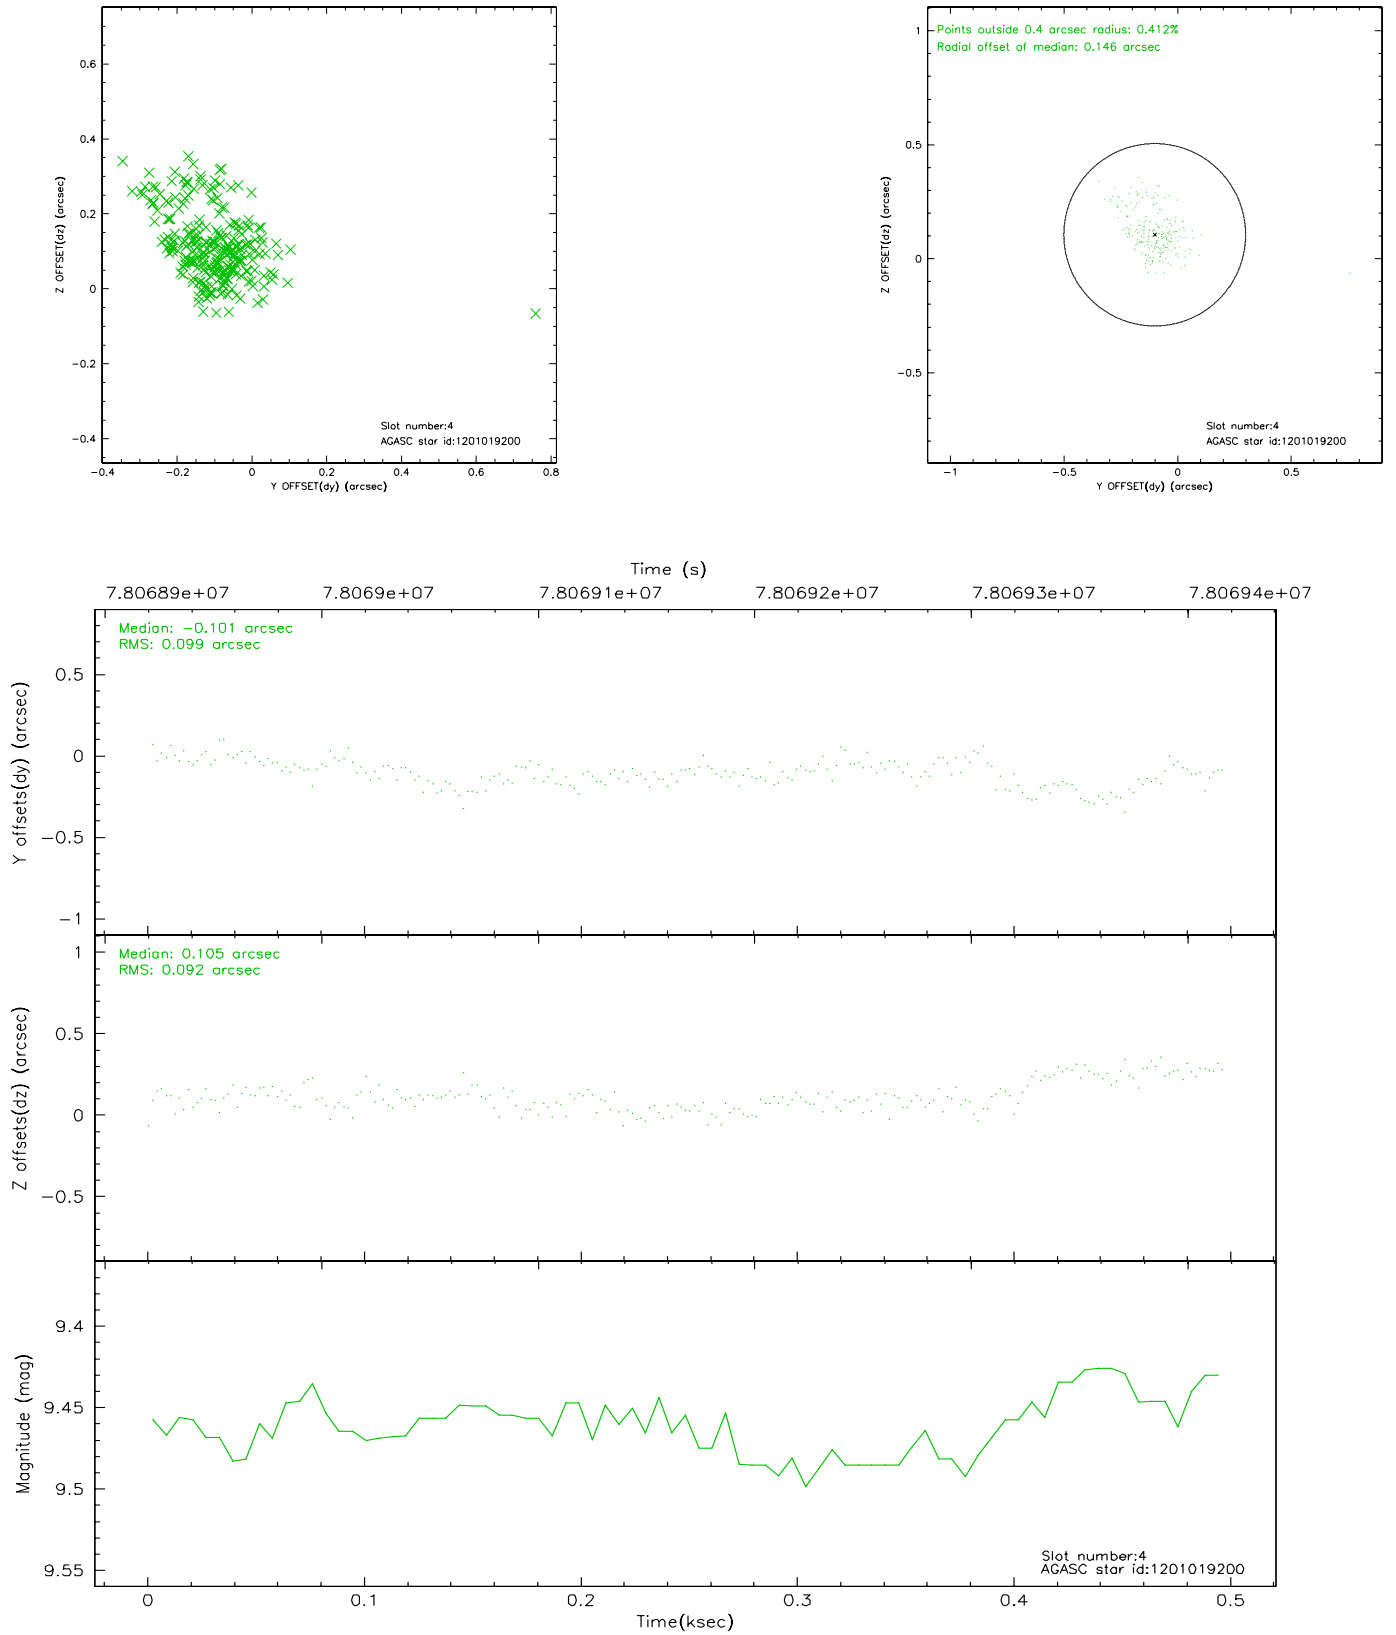 0.6
0.4
0.2
0
−0.2
−0.4
Z OFFSET(dz) (arcsec)
Slot number:4
AGASC star id:1201019200
−0.4 −0.2 0 0.2 0.4 0.6 0.8
Y OFFSET(dy) (arcsec)
Points outside 0.4 arcsec radius: 0.412%
Radial offset of median: 0.146 arcsec
1
0.5
0
−0.5
Z OFFSET(dz) (arcsec)
Slot number:4
AGASC star id:1201019200
−1 −0.5 0 0.5
Y OFFSET(dy) (arcsec)
Time (s)
7.80689e+07 7.8069e+07 7.80691e+07 7.80692e+07 7.80693e+07 7.80694e+07
Median: −0.101 arcsec
RMS: 0.099 arcsec
0.5
0
−0.5
−1
Y offsets(dy) (arcsec)
Median: 0.105 arcsec
RMS: 0.092 arcsec
1
0.5
0
−0.5
Z offsets(dz) (arcsec)
9.4
9.45
9.5
9.55
Magnitude (mag)
Slot number:4
AGASC star id:1201019200
0 0.1 0.2 0.3 0.4 0.5
Time(ksec)